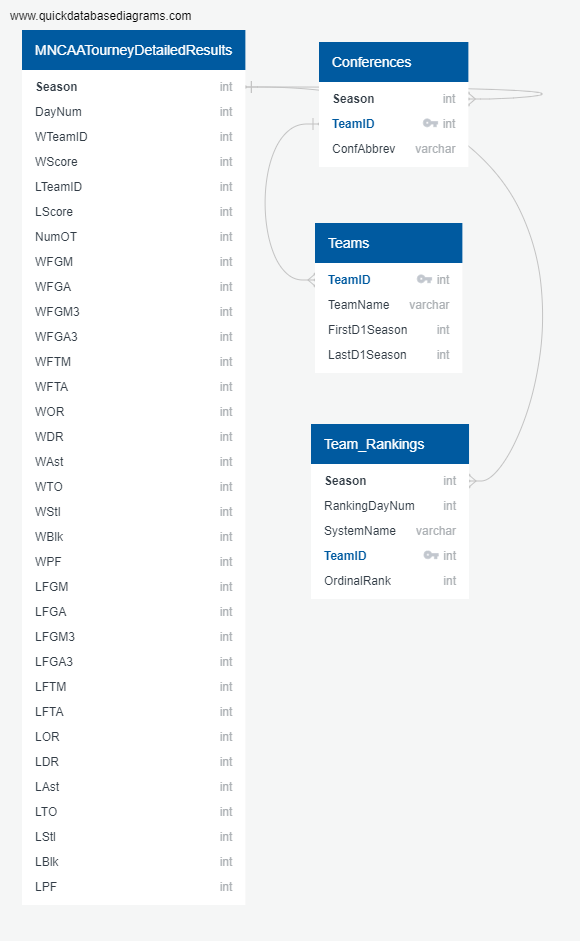 www.quickdatabasediagrams.com
MNCAATourneyDetailedResults
Season int
DayNum int
WTeamID int
WScore int
LTeamID int
LScore int
NumOT int
WFGM int
WFGA int
WFGM3 int
WFGA3 int
WFTM int
WFTA int
WOR int
WDR int
WAst int
WTO int
WStl int
WBlk int
WPF int
LFGM int
LFGA int
LFGM3 int
LFGA3 int
LFTM int
LFTA int
LOR int
LDR int
LAst int
LTO int
LStl int
LBlk int
LPF int
Conferences
Season int
TeamID int
ConfAbbrev varchar
Teams
TeamID int
TeamName varchar
FirstD1Season int
LastD1Season int
Team_Rankings
Season int
RankingDayNum int
SystemName varchar
TeamID int
OrdinalRank int